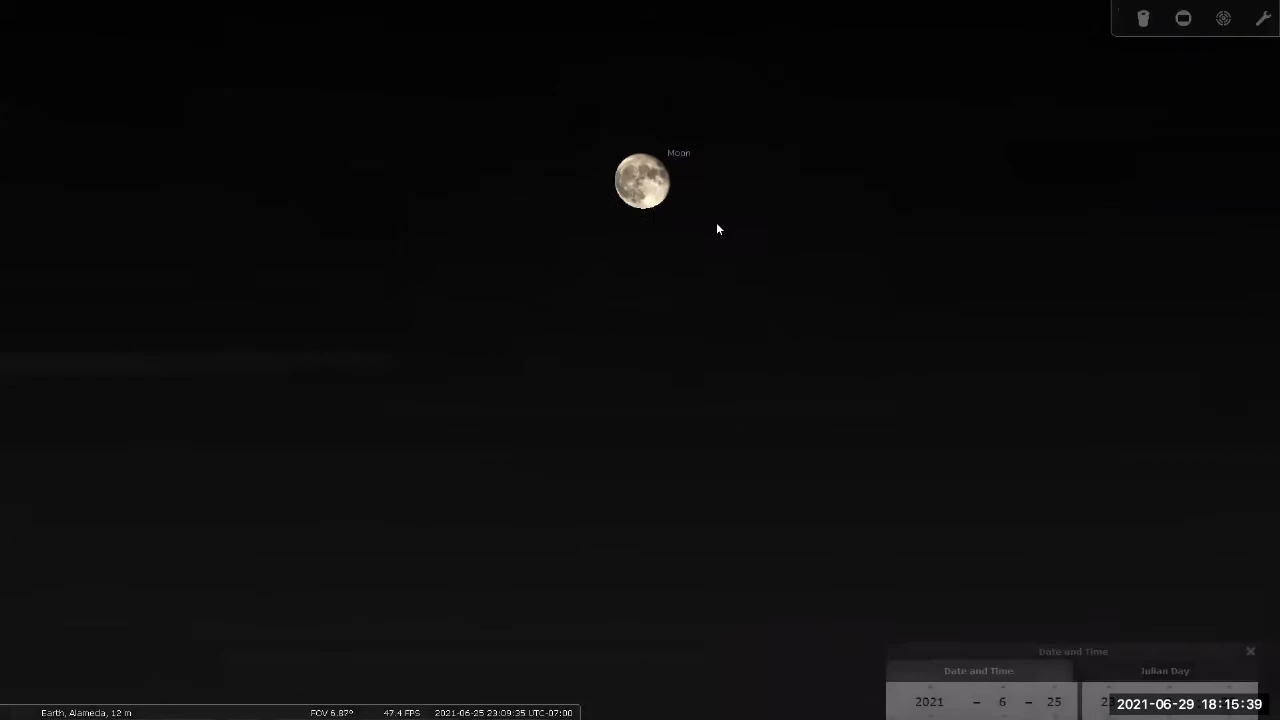 Moon
Date and Time
Date and Time Julian Day
2021 - 6 - 25
2021-06-29 18:15:39
Earth, Alameda, 12 m FOV 6.87° 47.4 FPS 2021-06-25 23:09:35 UTC-07:00